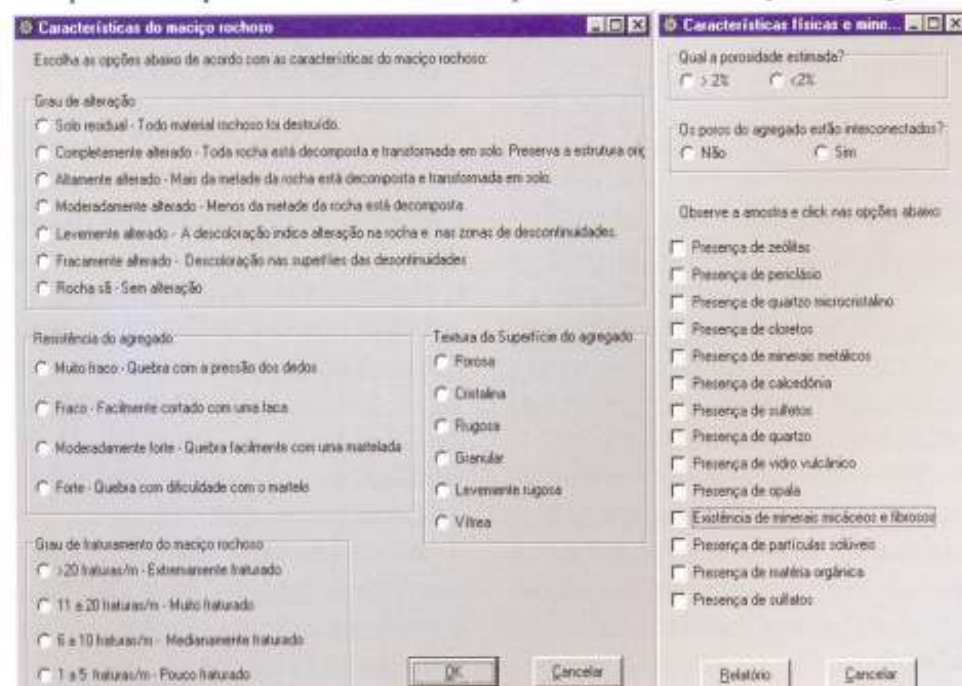 Características do maciço rochoso
Escolha as opções abaixo de acordo com as características do maciço rochoso:
Grau de alteração
Solo residual - Todo material rochoso foi destruído.
Completamente alterado - Toda rocha está decomposta e transformada em solo. Preserva a estrutura orig
Altamente alterado - Mais da metade da rocha está decomposta e transformada em solo.
Moderadamente alterado - Menos da metade da rocha está decomposta
Levemente alterado - A descoloração indica alteração na rocha e nas zonas de descontinuidades.
Fracamente alterado - Descoloração nas superfíies das desontinuidades
Rocha sã - Sem alteração
Resistência do agregado
Muito fraco - Quebra com a pressão dos dedos
Fraco - Facilmente cortado com uma faca
Moderadamente forte - Quebra facilmente com uma martelada
Forte - Quebra com dificuldade com o martelo
Textura da Superfície do agregado
Porosa
Cristalina
Rugosa
Granular
Levemente rugosa
Vítrea
Grau de fraturamento do maciço rochoso
>20 fraturas/m - Extremamente fraturado
11 a 20 fraturas/m - Muito fraturado
6 a 10 fraturas/m - Medianamente fraturado
1 a 5 fraturas/m - Pouco fraturado
OK
Cancelar
Características físicas e mine...
Qual a porosidade estimada?
> 2% <2%
Os poros do agregado estão interconectados?
Não Sim
Observe a amostra e click nas opções abaixo:
Presença de zeólitas
Presença de periclásio
Presença de quartzo microcristalino
Presença de cloretos
Presença de minerais metálicos
Presença de calcedônia
Presença de sulfetos
Presença de quartzo
Presença de vidro vulcânico
Presença de opala
Existência de minerais micáceos e fibrosos
Presença de partículas solúveis
Presença de matéria orgânica
Presença de sulfatos
Relatório
Cancelar